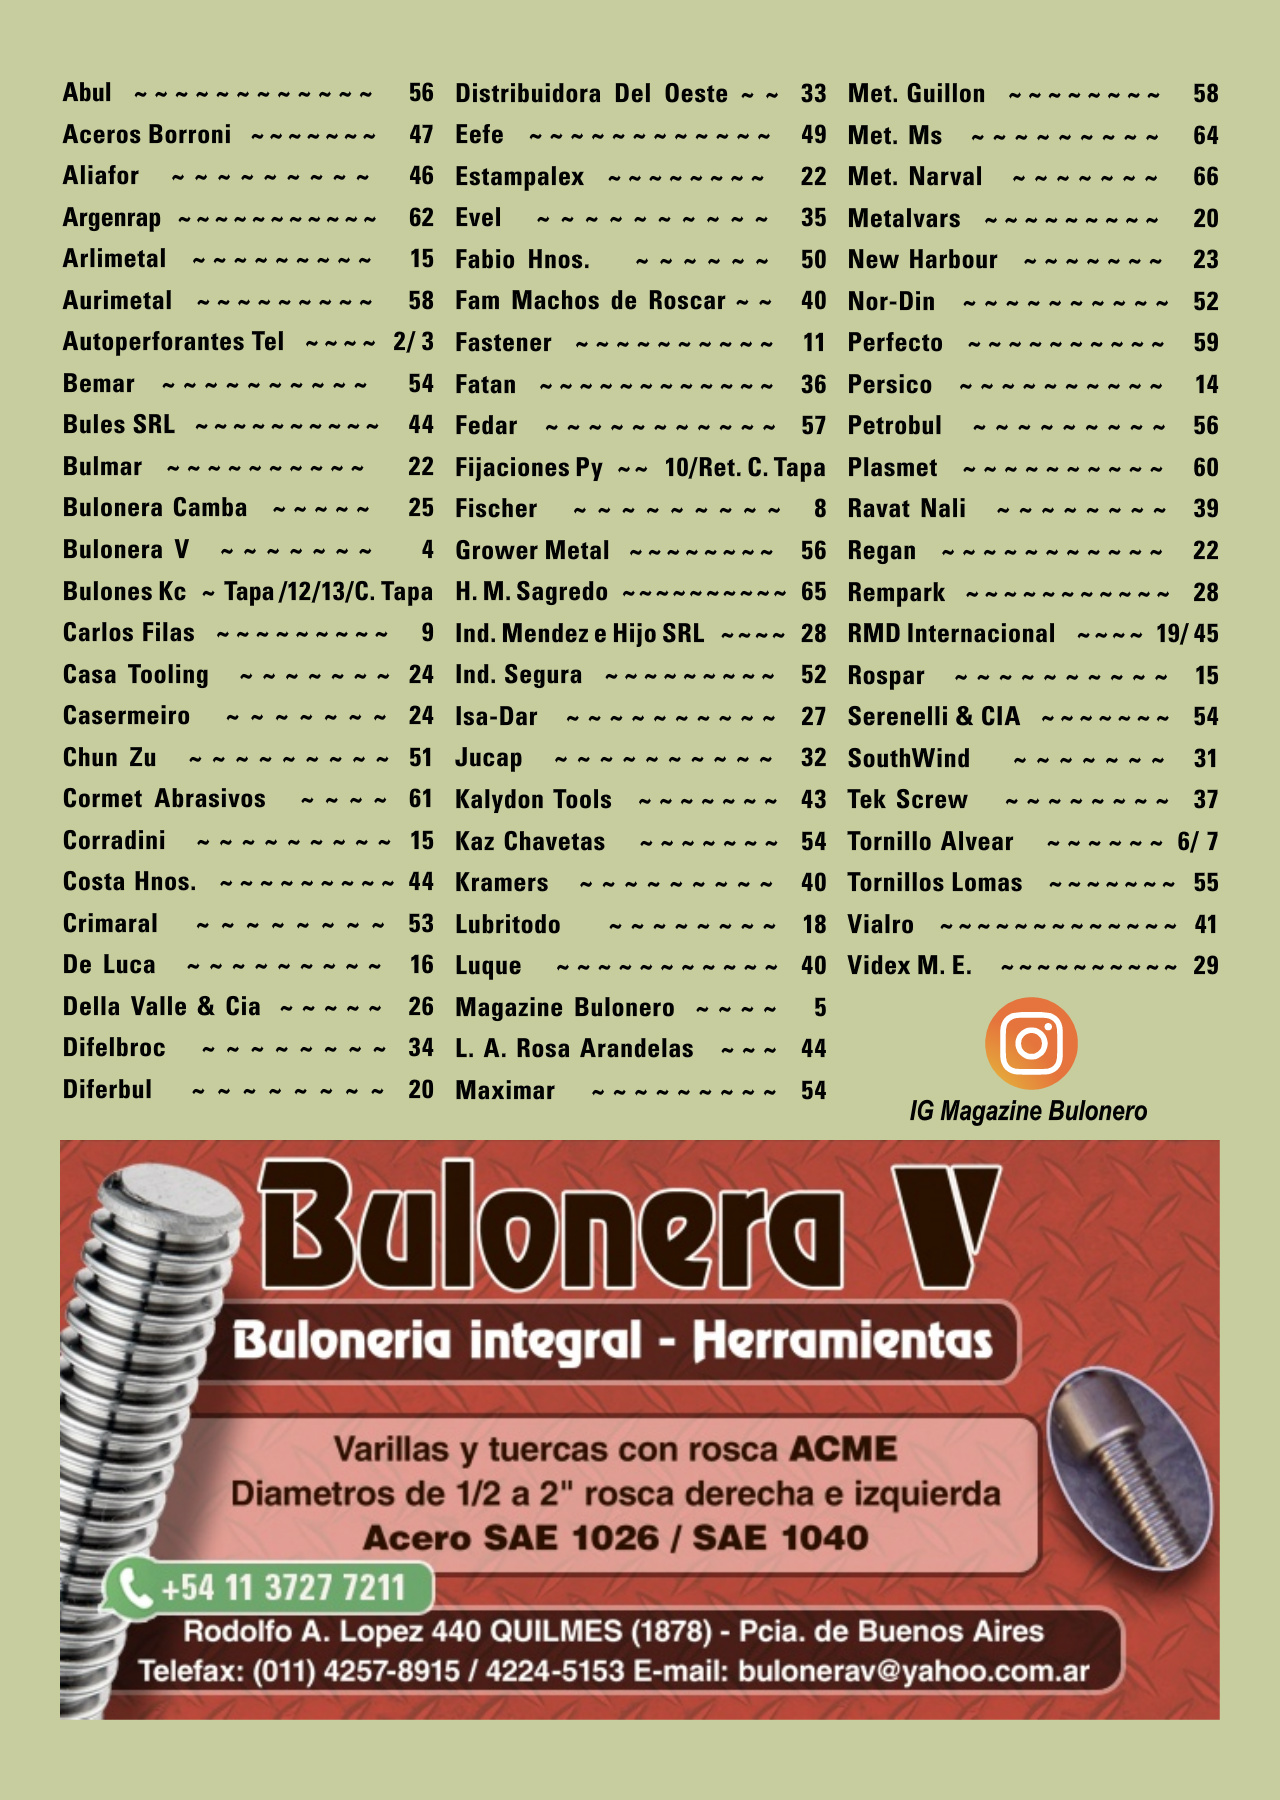 Abul ~ ~ ~ ~ ~ ~ ~ ~ ~ ~ ~ ~ 56
Aceros Borroni ~ ~ ~ ~ ~ ~ ~ 47
Aliafor ~ ~ ~ ~ ~ ~ ~ ~ ~ 46
Argenrap ~ ~ ~ ~ ~ ~ ~ ~ ~ ~ ~ 62
Arlimetal ~ ~ ~ ~ ~ ~ ~ ~ ~ 15
Aurimetal ~ ~ ~ ~ ~ ~ ~ ~ ~ 58
Autoperforantes Tel ~ ~ ~ ~ 2/ 3
Bemar ~ ~ ~ ~ ~ ~ ~ ~ ~ ~ 54
Bules SRL ~ ~ ~ ~ ~ ~ ~ ~ ~ ~ 44
Bulmar ~ ~ ~ ~ ~ ~ ~ ~ ~ ~ 22
Bulonera Camba ~ ~ ~ ~ ~ 25
Bulonera V ~ ~ ~ ~ ~ ~ ~ 4
Bulones Kc ~ Tapa /12/13/C. Tapa
Carlos Filas ~ ~ ~ ~ ~ ~ ~ ~ ~ 9
Casa Tooling ~ ~ ~ ~ ~ ~ ~ 24
Casermeiro ~ ~ ~ ~ ~ ~ ~ 24
Chun Zu ~ ~ ~ ~ ~ ~ ~ ~ ~ 51
Cormet Abrasivos ~ ~ ~ ~ 61
Corradini ~ ~ ~ ~ ~ ~ ~ ~ ~ 15
Costa Hnos. ~ ~ ~ ~ ~ ~ ~ ~ ~ 44
Crimaral ~ ~ ~ ~ ~ ~ ~ ~ 53
De Luca ~ ~ ~ ~ ~ ~ ~ ~ ~ 16
Della Valle & Cia ~ ~ ~ ~ ~ 26
Difelbroc ~ ~ ~ ~ ~ ~ ~ ~ 34
Diferbul ~ ~ ~ ~ ~ ~ ~ ~ 20
Distribuidora Del Oeste ~ ~ 33
Eefe ~ ~ ~ ~ ~ ~ ~ ~ ~ ~ ~ ~ 49
Estampalex ~ ~ ~ ~ ~ ~ ~ ~ 22
Evel ~ ~ ~ ~ ~ ~ ~ ~ ~ ~ 35
Fabio Hnos. ~ ~ ~ ~ ~ ~ 50
Fam Machos de Roscar ~ ~ 40
Fastener ~ ~ ~ ~ ~ ~ ~ ~ ~ ~ 11
Fatan ~ ~ ~ ~ ~ ~ ~ ~ ~ ~ ~ ~ 36
Fedar ~ ~ ~ ~ ~ ~ ~ ~ ~ ~ ~ 57
Fijaciones Py ~ ~ 10/Ret. C. Tapa
Fischer ~ ~ ~ ~ ~ ~ ~ ~ ~ 8
Grower Metal ~ ~ ~ ~ ~ ~ ~ ~ 56
H. M. Sagredo ~ ~ ~ ~ ~ ~ ~ ~ ~ ~ 65
Ind. Mendez e Hijo SRL ~ ~ ~ ~ 28
Ind. Segura ~ ~ ~ ~ ~ ~ ~ ~ ~ 52
Isa-Dar ~ ~ ~ ~ ~ ~ ~ ~ ~ ~ 27
Jucap ~ ~ ~ ~ ~ ~ ~ ~ ~ ~ 32
Kalydon Tools ~ ~ ~ ~ ~ ~ ~ 43
Kaz Chavetas ~ ~ ~ ~ ~ ~ ~ 54
Kramers ~ ~ ~ ~ ~ ~ ~ ~ ~ 40
Lubritodo ~ ~ ~ ~ ~ ~ ~ ~ 18
Luque ~ ~ ~ ~ ~ ~ ~ ~ ~ ~ ~ 40
Magazine Bulonero ~ ~ ~ ~ 5
L. A. Rosa Arandelas ~ ~ ~ 44
Maximar ~ ~ ~ ~ ~ ~ ~ ~ ~ 54
Met. Guillon ~ ~ ~ ~ ~ ~ ~ ~ 58
Met. Ms ~ ~ ~ ~ ~ ~ ~ ~ ~ 64
Met. Narval ~ ~ ~ ~ ~ ~ ~ 66
Metalvars ~ ~ ~ ~ ~ ~ ~ ~ ~ 20
New Harbour ~ ~ ~ ~ ~ ~ ~ 23
Nor-Din ~ ~ ~ ~ ~ ~ ~ ~ ~ ~ 52
Perfecto ~ ~ ~ ~ ~ ~ ~ ~ ~ ~ 59
Persico ~ ~ ~ ~ ~ ~ ~ ~ ~ ~ 14
Petrobul ~ ~ ~ ~ ~ ~ ~ ~ ~ 56
Plasmet ~ ~ ~ ~ ~ ~ ~ ~ ~ ~ 60
Ravat Nali ~ ~ ~ ~ ~ ~ ~ ~ 39
Regan ~ ~ ~ ~ ~ ~ ~ ~ ~ ~ ~ 22
Rempark ~ ~ ~ ~ ~ ~ ~ ~ ~ ~ ~ 28
RMD Internacional ~ ~ ~ ~ 19/ 45
Rospar ~ ~ ~ ~ ~ ~ ~ ~ ~ ~ 15
Serenelli & CIA ~ ~ ~ ~ ~ ~ ~ 54
SouthWind ~ ~ ~ ~ ~ ~ ~ 31
Tek Screw ~ ~ ~ ~ ~ ~ ~ ~ 37
Tornillo Alvear ~ ~ ~ ~ ~ ~ 6/ 7
Tornillos Lomas ~ ~ ~ ~ ~ ~ ~ 55
Vialro ~ ~ ~ ~ ~ ~ ~ ~ ~ ~ ~ ~ ~ 41
Videx M. E. ~ ~ ~ ~ ~ ~ ~ ~ ~ ~ 29
IG Magazine Bulonero
Bulonera V
Buloneria integral - Herramientas
Varillas y tuercas con rosca ACME
Diametros de 1/2 a 2" rosca derecha e izquierda
Acero SAE 1026 / SAE 1040
+54 11 3727 7211
Rodolfo A. Lopez 440 QUILMES (1878) - Pcia. de Buenos Aires
Telefax: (011) 4257-8915 / 4224-5153 E-mail: bulonerav@yahoo.com.ar